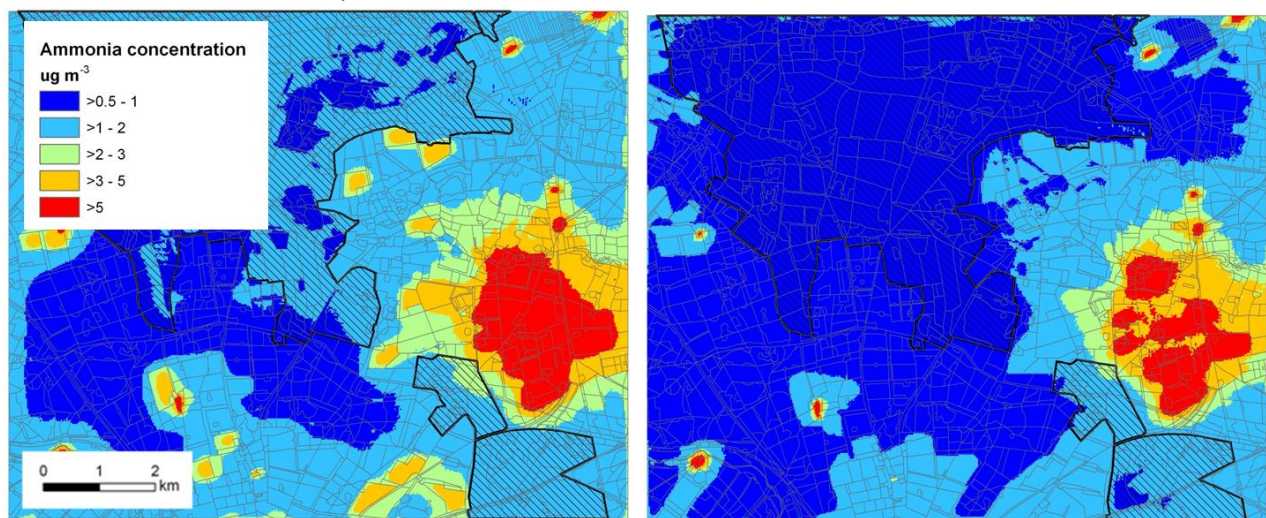 Ammonia concentration
ug m-3
>0.5 - 1
>1 - 2
>2 - 3
>3 - 5
>5
0 1 2
km